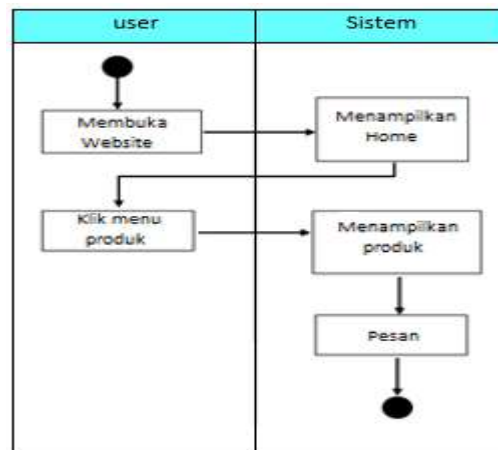 user
Sistem
Membuka
Website
Menampilkan
Home
Klik menu
produk
Menampilkan
produk
Pesan